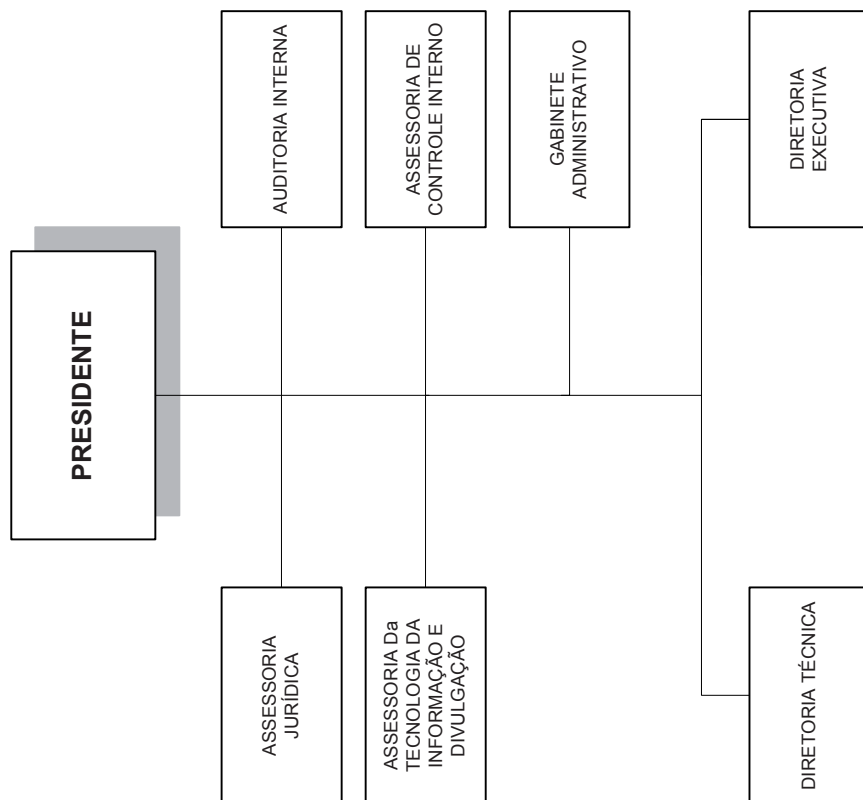 PRESIDENTE
ASSESSORIA
JURÍDICA
AUDITORIA INTERNA
ASSESSORIA Da
TECNOLOGIA DA
INFORMAÇÃO E
DIVULGAÇÃO
ASSESSORIA DE
CONTROLE INTERNO
GABINETE
ADMINISTRATIVO
DIRETORIA TÉCNICA
DIRETORIA
EXECUTIVA